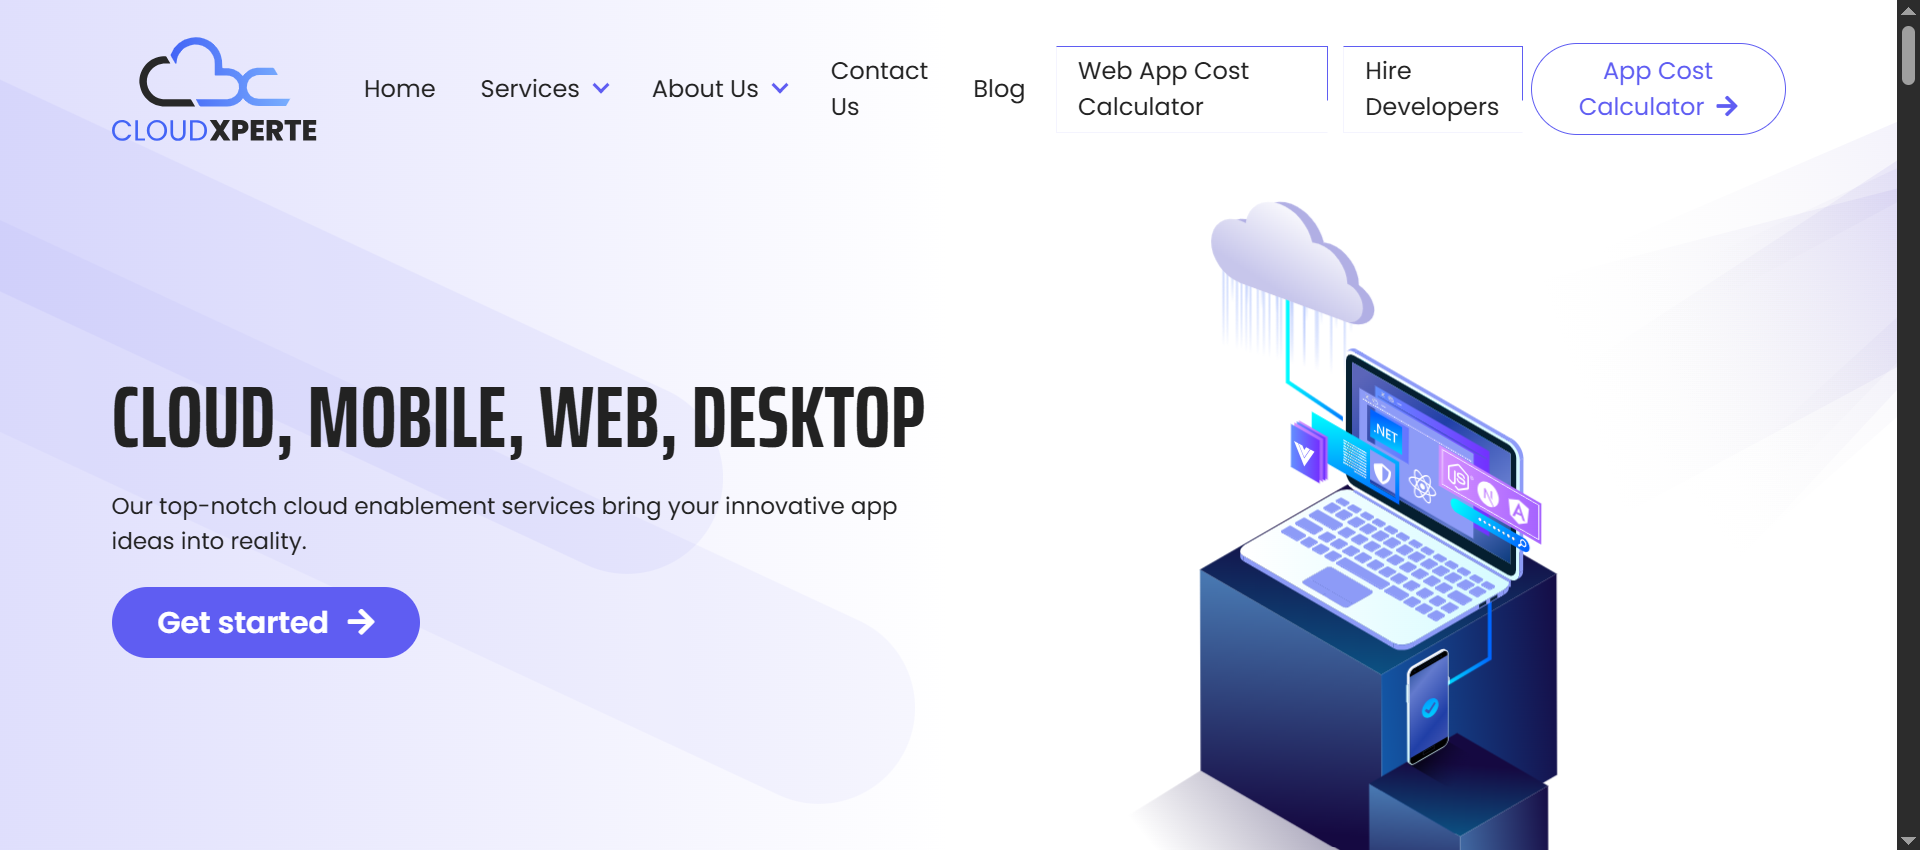 CLOUDXPERTE
Home
Services
About Us
Contact
Us
Blog
Web App Cost
Calculator
Hire
Developers
App Cost
Calculator
CLOUD, MOBILE, WEB, DESKTOP
Our top-notch cloud enablement services bring your innovative app
ideas into reality.
Get started
.NET
JS
N
A